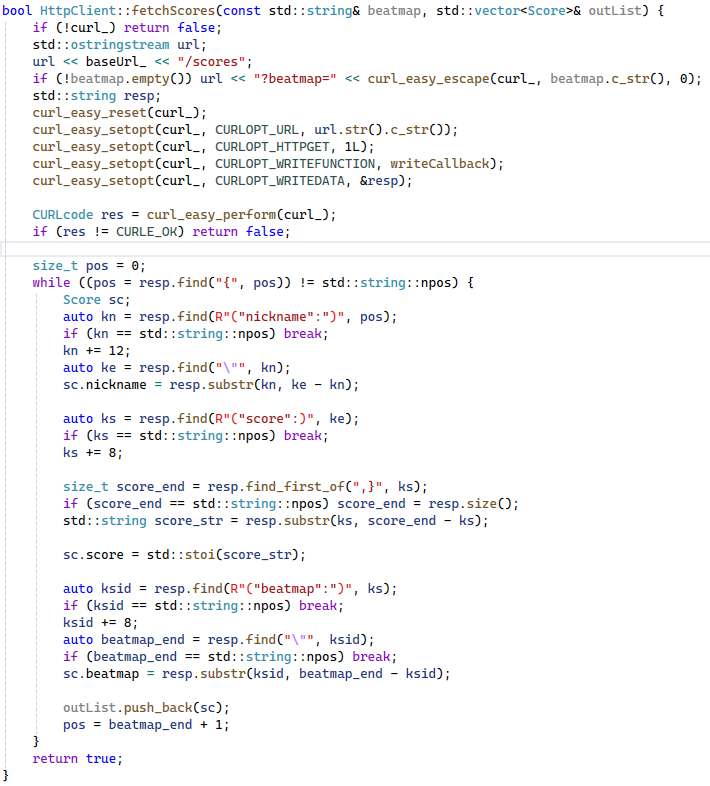 bool HttpClient::fetchScores(const std::string& beatmap, std::vector<Score>& outList) {
    if (!curl_) return false;
    std::ostringstream url;
    url << baseUrl_ << "/scores";
    if (!beatmap.empty()) url << "?beatmap=" << curl_easy_escape(curl_, beatmap.c_str(), 0);
    std::string resp;
    curl_easy_reset(curl_);
    curl_easy_setopt(curl_, CURLOPT_URL, url.str().c_str());
    curl_easy_setopt(curl_, CURLOPT_HTTPGET, 1L);
    curl_easy_setopt(curl_, CURLOPT_WRITEFUNCTION, writeCallback);
    curl_easy_setopt(curl_, CURLOPT_WRITEDATA, &resp);

    CURLcode res = curl_easy_perform(curl_);
    if (res != CURLE_OK) return false;

    size_t pos = 0;
    while ((pos = resp.find("{", pos)) != std::string::npos) {
        Score sc;
        auto kn = resp.find(R"("nickname":")", pos);
        if (kn == std::string::npos) break;
        kn += 12;
        auto ke = resp.find("\"", kn);
        sc.nickname = resp.substr(kn, ke - kn);

        auto ks = resp.find(R"("score":)", ke);
        if (ks == std::string::npos) break;
        ks += 8;

        size_t score_end = resp.find_first_of(",}", ks);
        if (score_end == std::string::npos) score_end = resp.size();
        std::string score_str = resp.substr(ks, score_end - ks);

        sc.score = std::stoi(score_str);

        auto ksid = resp.find(R"("beatmap":")", ks);
        if (ksid == std::string::npos) break;
        ksid += 8;
        auto beatmap_end = resp.find("\"", ksid);
        if (beatmap_end == std::string::npos) break;
        sc.beatmap = resp.substr(ksid, beatmap_end - ksid);

        outList.push_back(sc);
        pos = beatmap_end + 1;
    }
    return true;
}